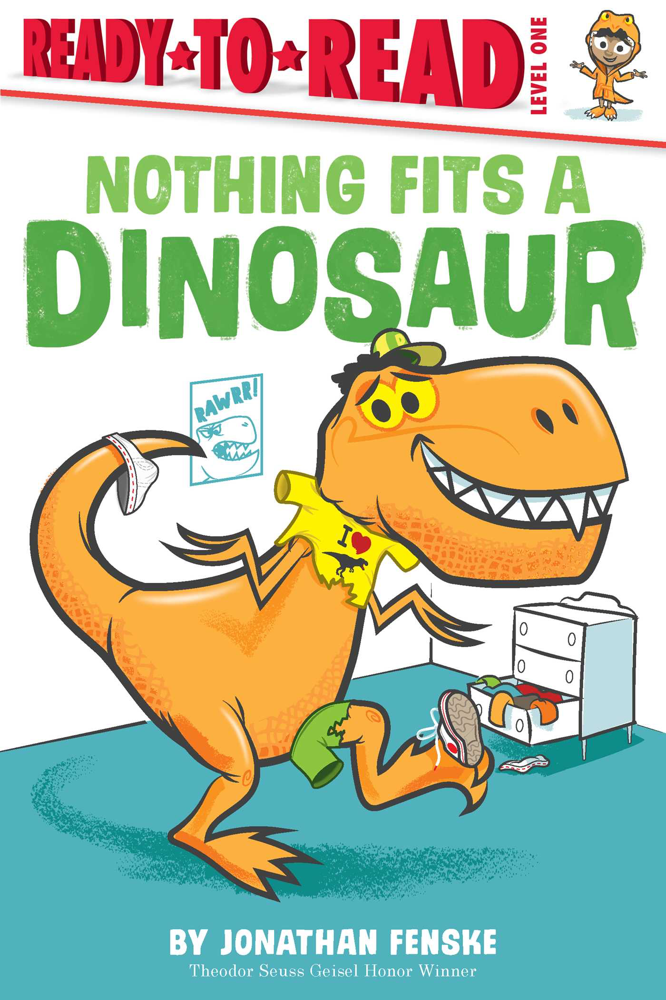 READY★TO★READ
LEVEL ONE
NOTHING FITS A
DINOSAUR
D
RAWRR!
I ♥
BY JONATHAN FENSKE
Theodor Seuss Geisel Honor Winner